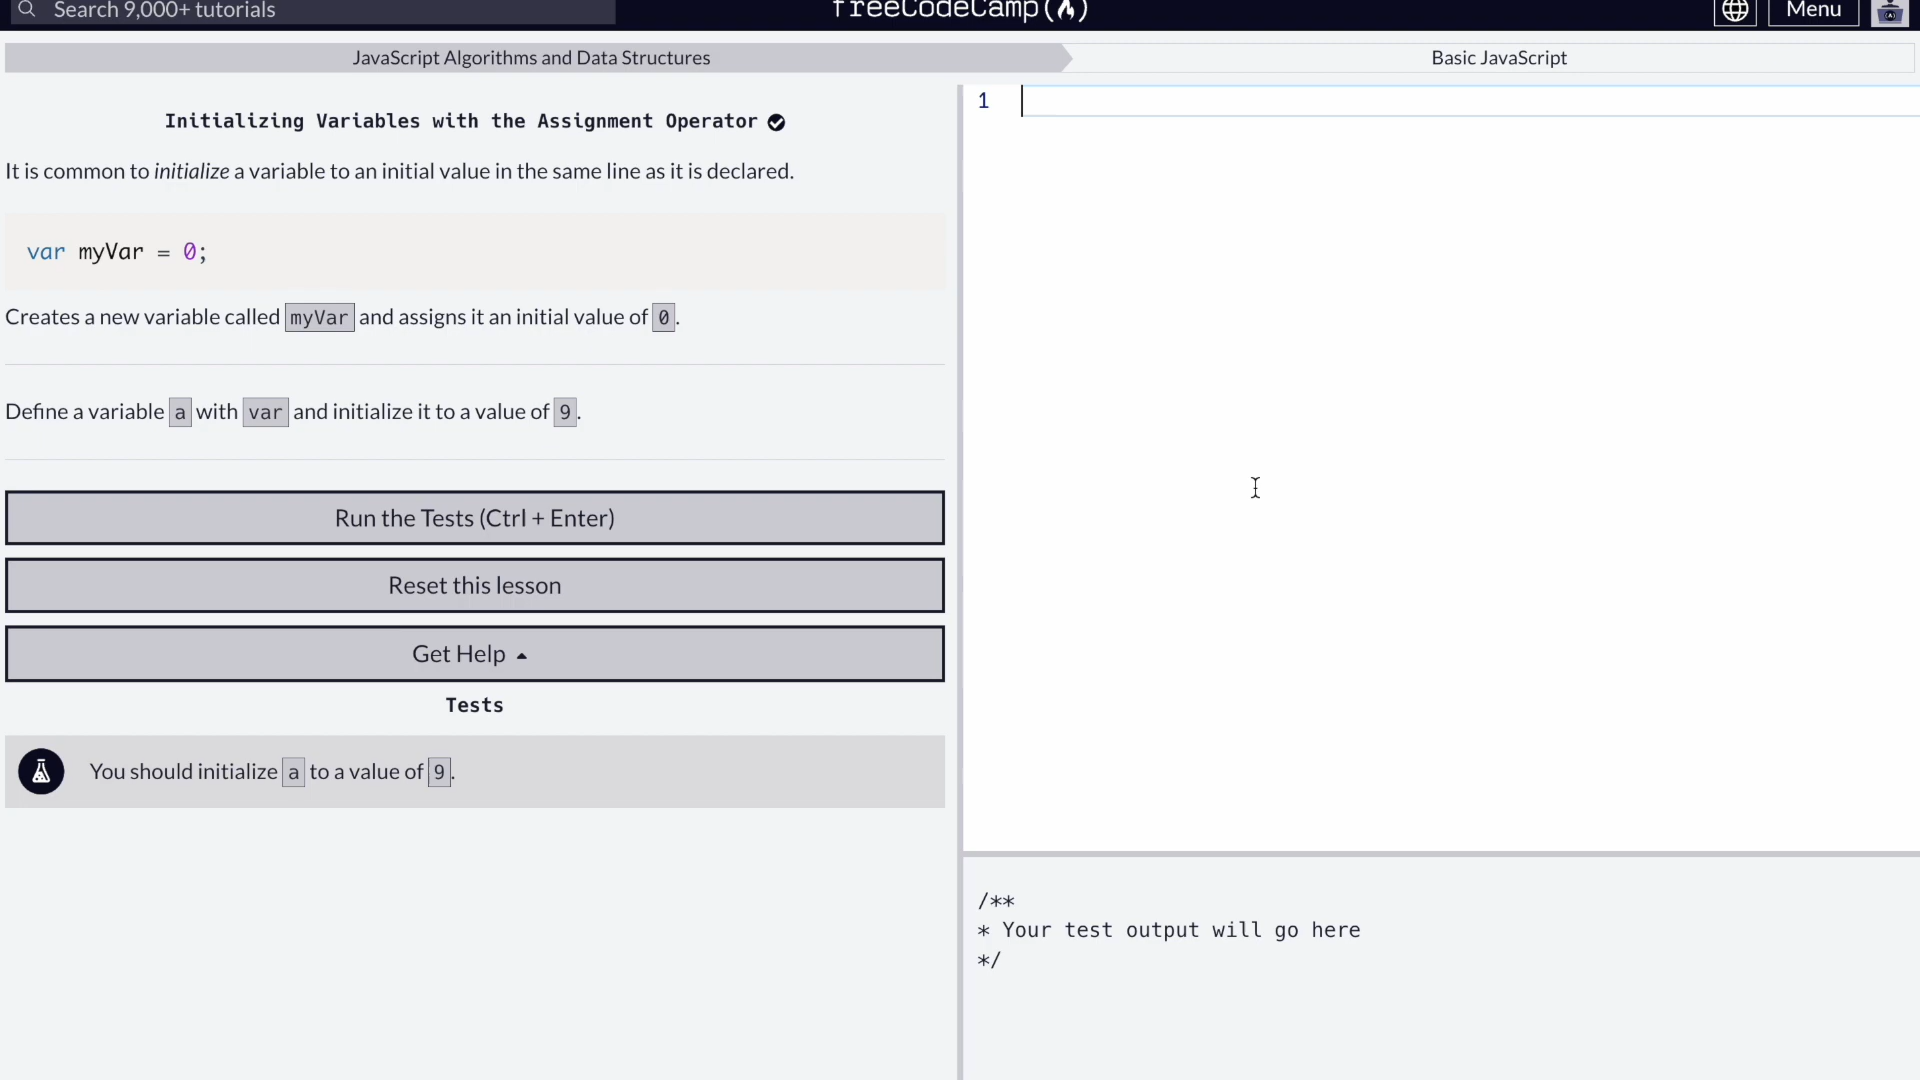 Search 9,000+ tutorials
freeCodeCamp
Menu
JavaScript Algorithms and Data Structures
Basic JavaScript
Initializing Variables with the Assignment Operator
It is common to initialize a variable to an initial value in the same line as it is declared.
var myVar = 0;
Creates a new variable called myVar and assigns it an initial value of 0.
Define a variable a with var and initialize it to a value of 9.
Run the Tests (Ctrl + Enter)
Reset this lesson
Get Help
Tests
You should initialize a to a value of 9.
1
/**
* Your test output will go here
*/